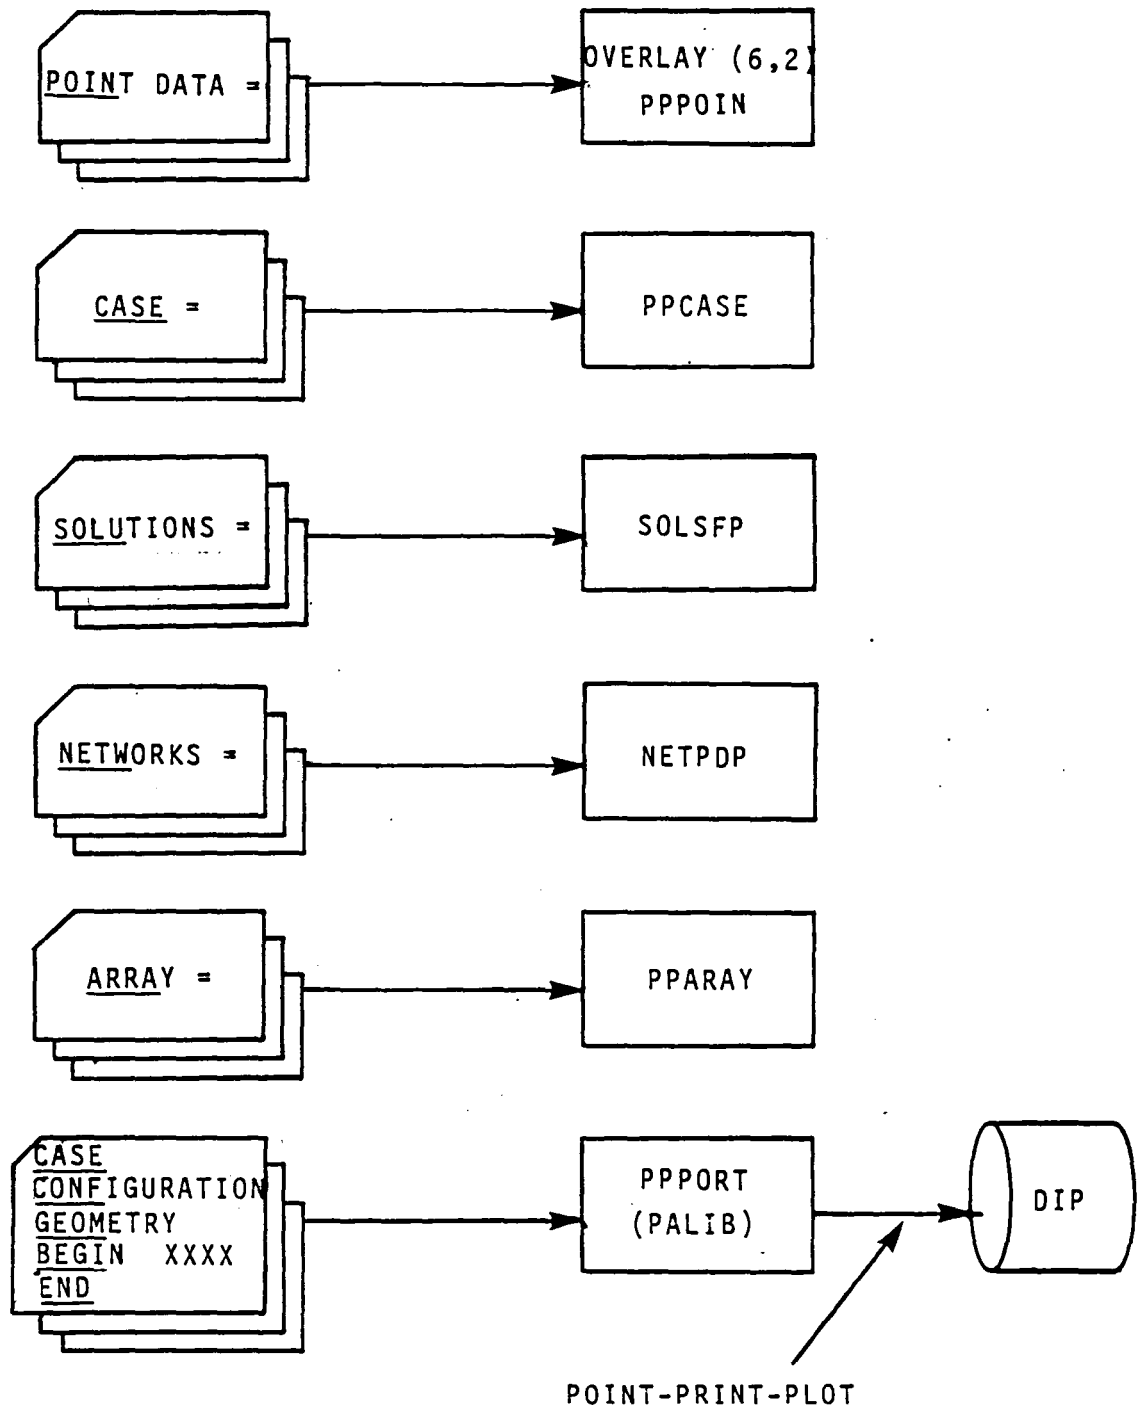 POINT DATA =
OVERLAY (6,2)
PPPOIN
CASE =
PPCASE
SOLUTIONS =
SOLSFP
NETWORKS =
NETPDP
ARRAY =
PPARAY
CASE
CONFIGURATION
GEOMETRY
BEGIN XXXX
END
PPPORT
(PALIB)
DIP
POINT-PRINT-PLOT